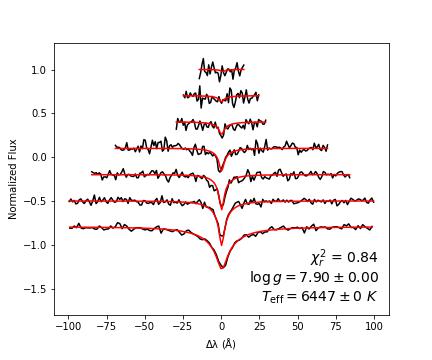 Normalized Flux
1.0
0.5
0.0
−0.5
−1.0
−1.5
χ²ᵣ = 0.84
log g = 7.90 ± 0.00
T_eff = 6447 ± 0 K
−100 −75 −50 −25 0 25 50 75 100
Δλ (Å)